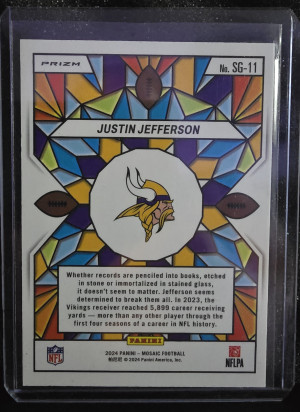 PRIZM
No. SG-11
JUSTIN JEFFERSON
Whether records are penciled into books, etched
in stone or immortalized in stained glass,
it doesn't seem to matter. Jefferson seems
determined to break them all. In 2023, the
Vikings receiver reached 5,899 career receiving
yards — more than any other player through the
first four seasons of a career in NFL history.
PANINI
NFL
2024 PANINI – MOSAIC FOOTBALL
© 2024 Panini America, Inc.
NFLPA